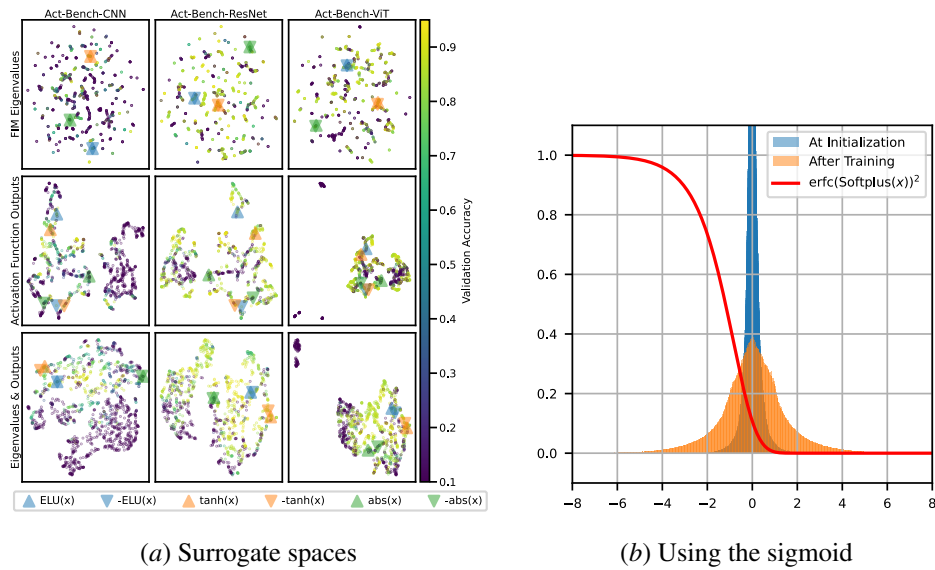 Act-Bench-CNN Act-Bench-ResNet Act-Bench-ViT
FIM Eigenvalues
Activation Function Outputs
Eigenvalues & Outputs
0.9
0.8
0.7
0.6
0.5
0.4
0.3
0.2
0.1
Validation Accuracy
ELU(x) -ELU(x) tanh(x) -tanh(x) abs(x) -abs(x)
(a) Surrogate spaces
At Initialization
After Training
erfc(Softplus(x))²
1.0
0.8
0.6
0.4
0.2
0.0
−8 −6 −4 −2 0 2 4 6 8
(b) Using the sigmoid